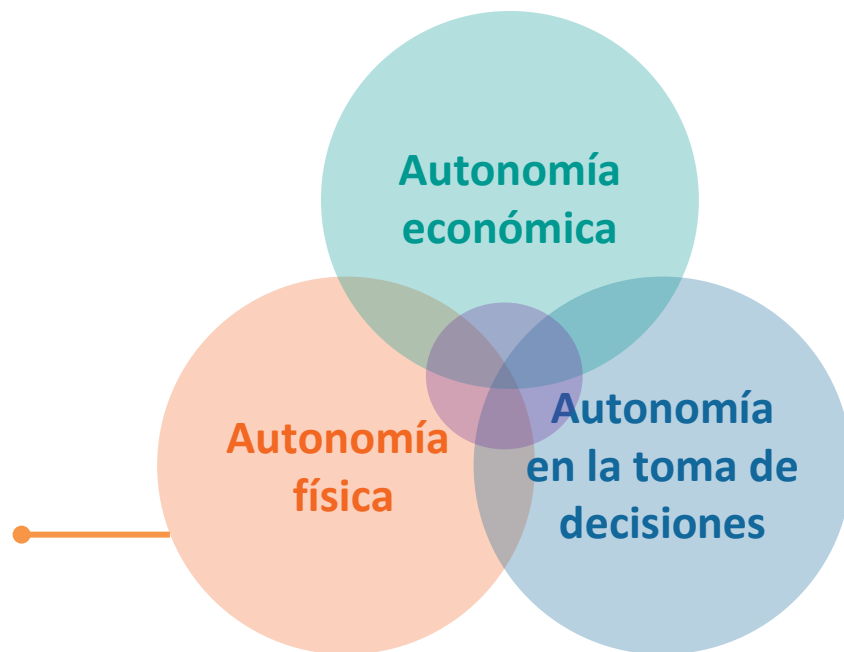 Autonomía
económica
Autonomía
física
Autonomía
en la toma de
decisiones